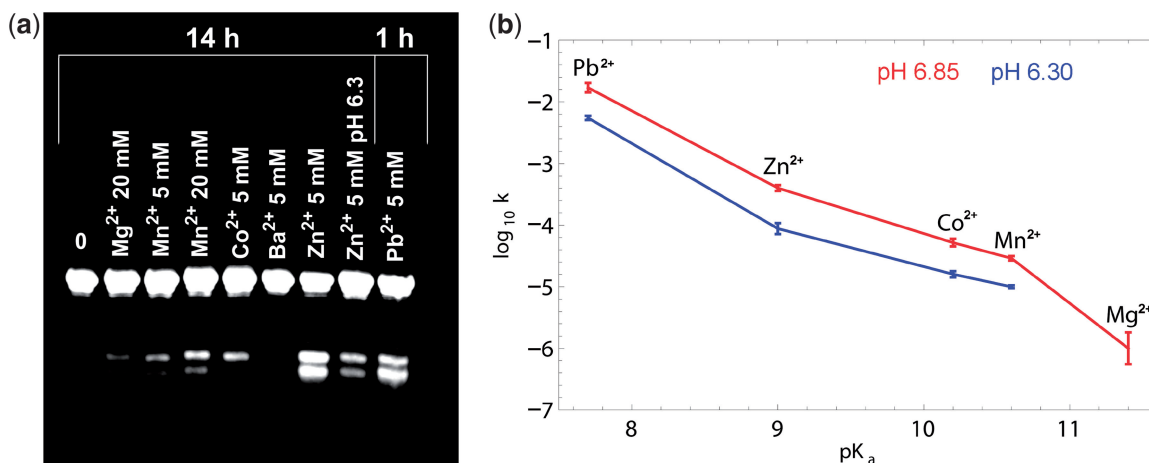 (a)
14 h
1 h
0
Mg²⁺ 20 mM
Mn²⁺ 5 mM
Mn²⁺ 20 mM
Co²⁺ 5 mM
Ba²⁺ 5 mM
Zn²⁺ 5 mM
Zn²⁺ 5 mM pH 6.3
Pb²⁺ 5 mM
(b)
−1
−2
−3
−4
−5
−6
−7
log₁₀ k
pH 6.85 pH 6.30
Pb²⁺
Zn²⁺
Co²⁺
Mn²⁺
Mg²⁺
8 9 10 11
pKₐ